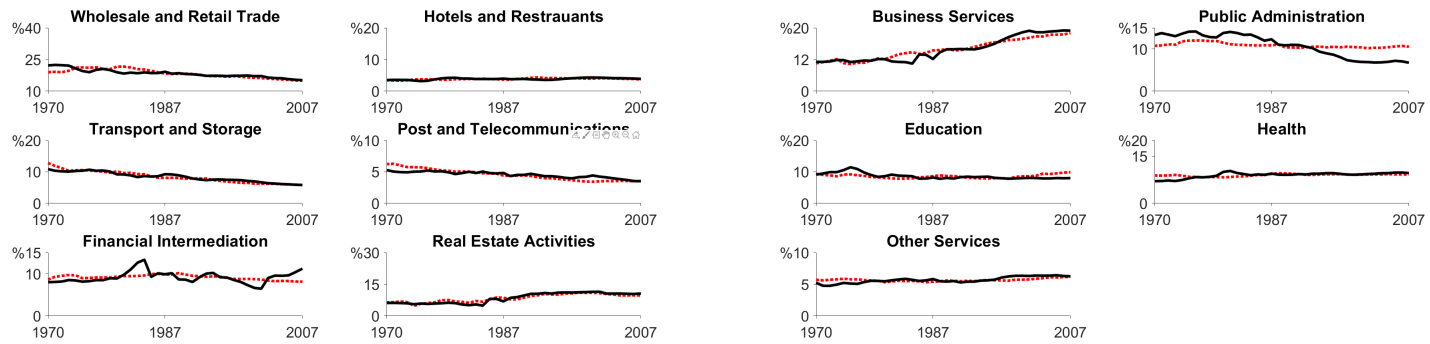 Wholesale and Retail Trade
%40
25
10
1970 1987 2007
Hotels and Restrauants
%20
10
0
1970 1987 2007
Business Services
%20
12
0
1970 1987 2007
Public Administration
%15
10
0
1970 1987 2007
Transport and Storage
%20
10
0
1970 1987 2007
Post and Telecommunications
%10
5
0
1970 1987 2007
Education
%20
10
0
1970 1987 2007
Health
%20
15
0
1970 1987 2007
Financial Intermediation
%15
10
0
1970 1987 2007
Real Estate Activities
%30
15
0
1970 1987 2007
Other Services
%10
5
0
1970 1987 2007